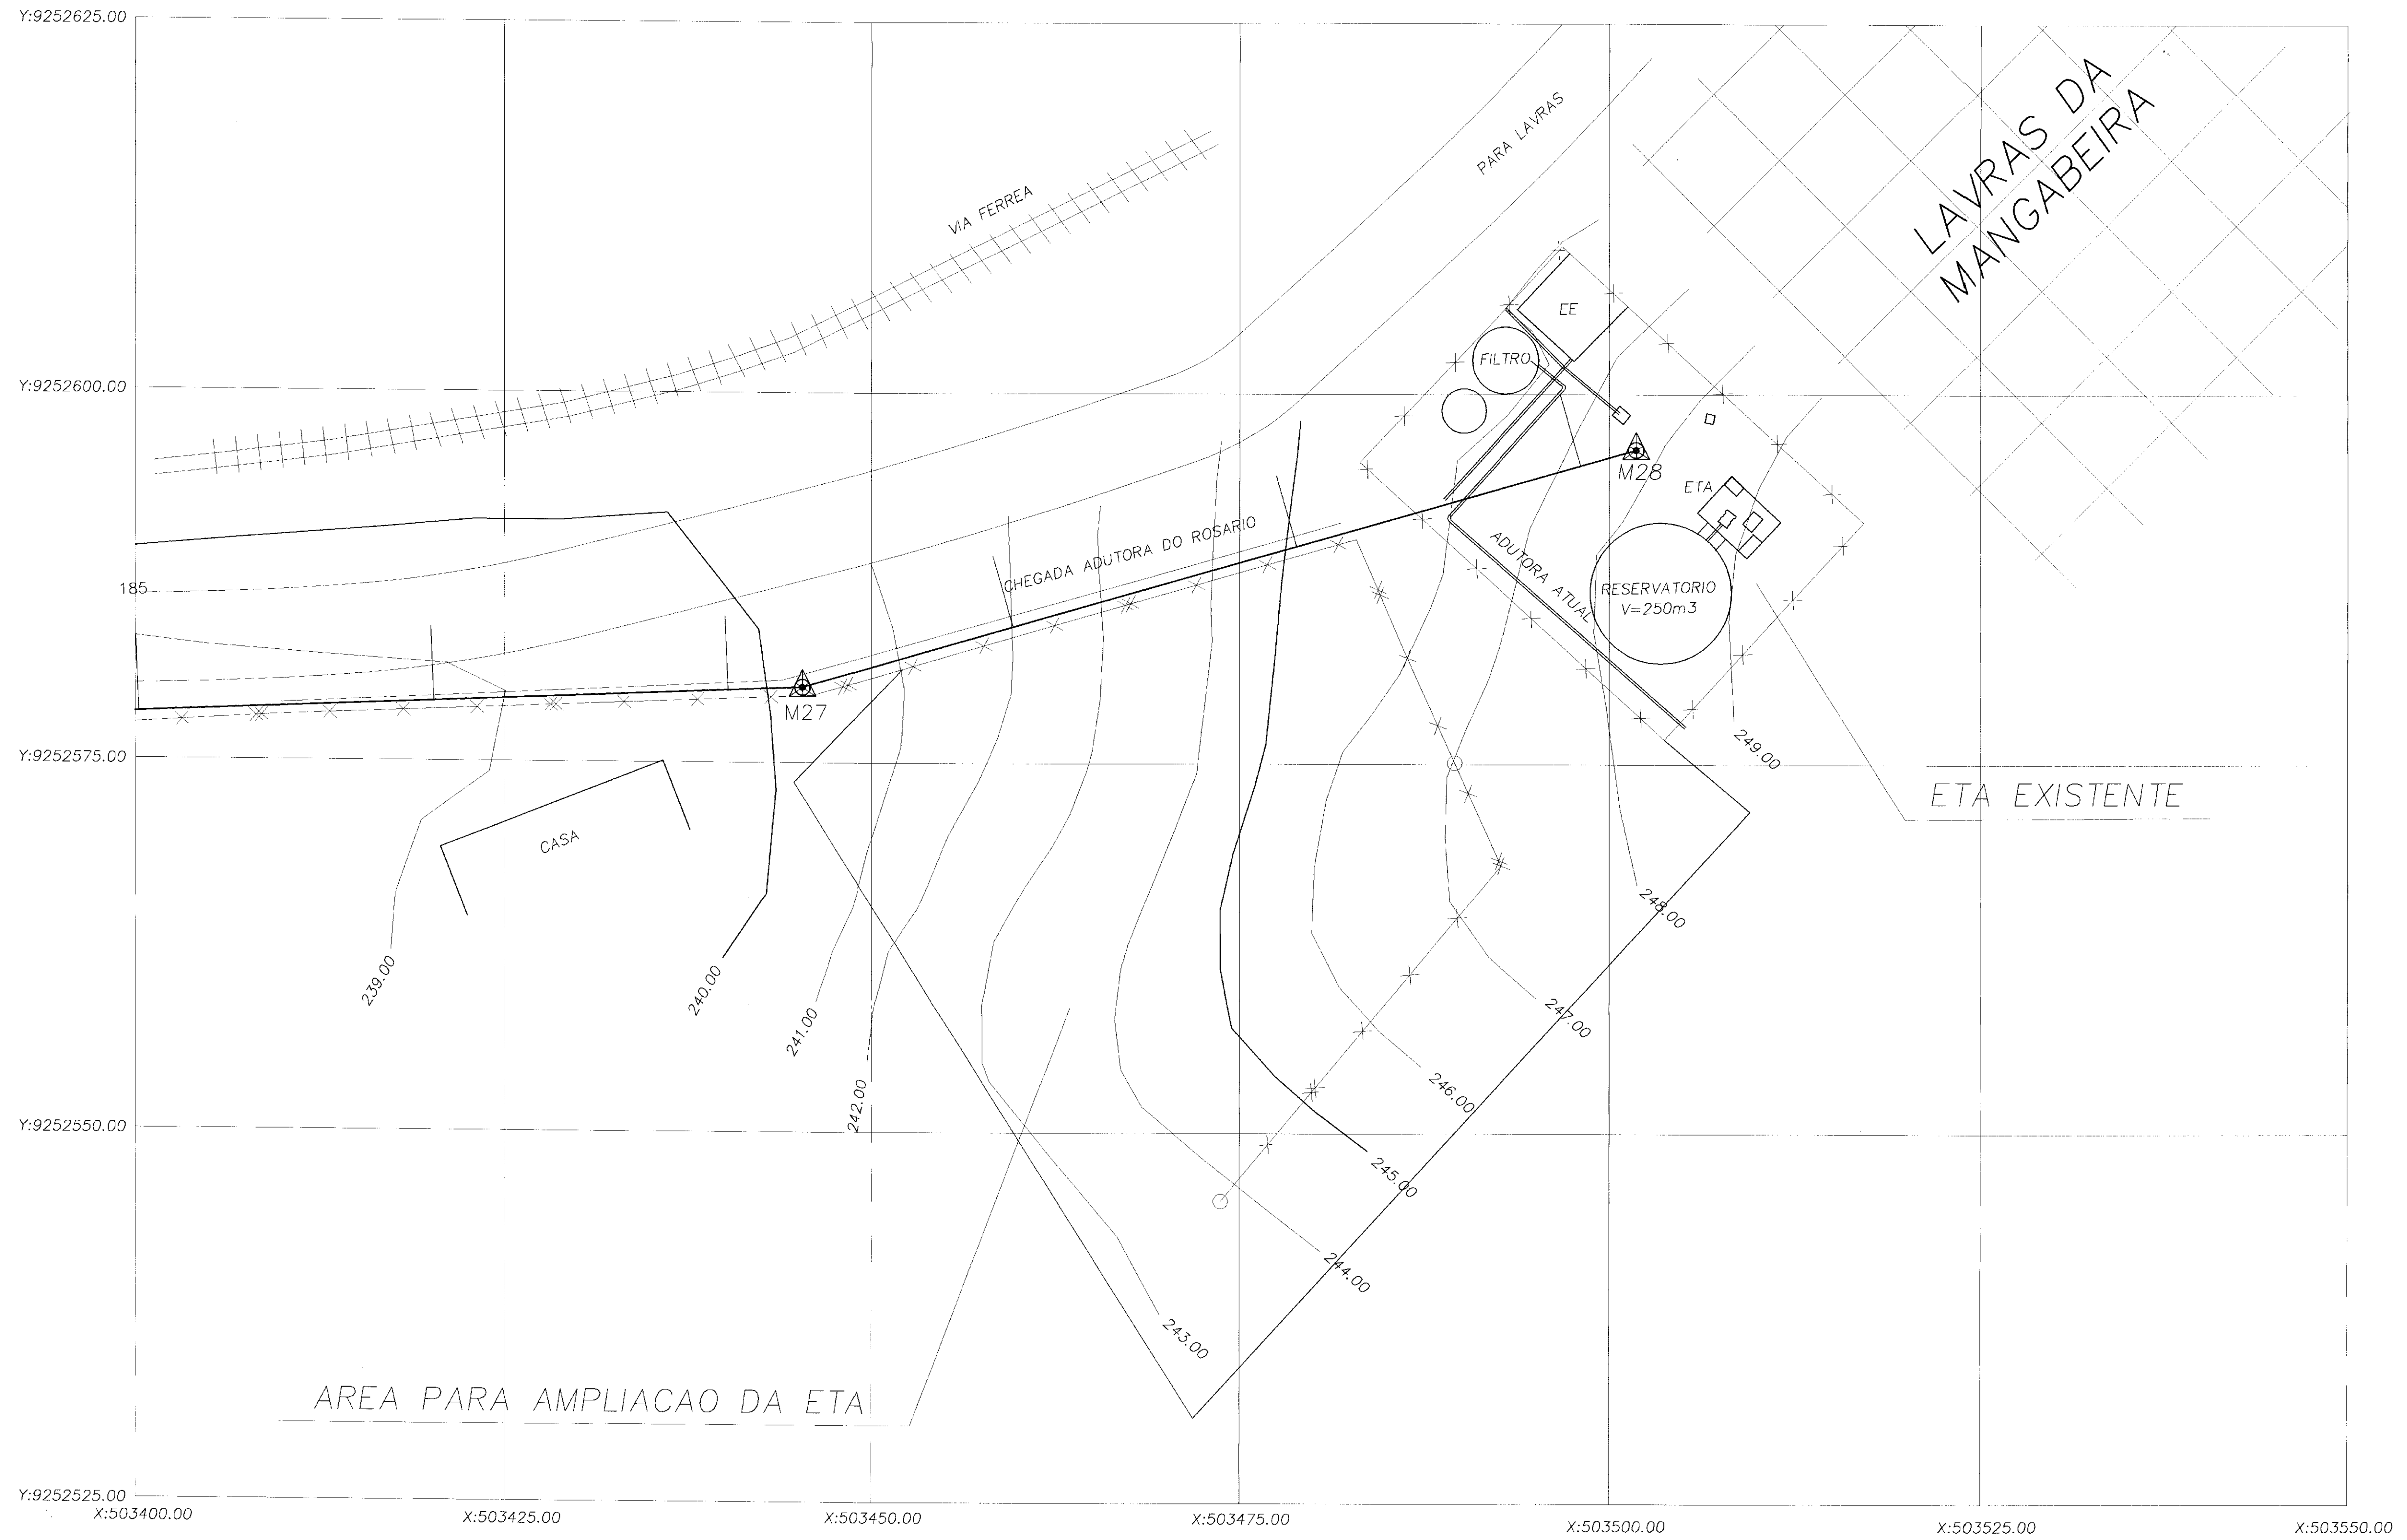 Y:9252625.00
LAVRAS DA
MANGABEIRA
PARA LAVRAS
VIA FERREA
EE
FILTRO
Y:9252600.00
M28
ETA
CHEGADA ADUTORA DO ROSARIO
ADUTORA ATUAL
RESERVATORIO
V=250m3
185
M27
Y:9252575.00
249.00
ETA EXISTENTE
CASA
248.00
239.00
240.00
241.00
247.00
242.00
246.00
Y:9252550.00
245.00
244.00
243.00
AREA PARA AMPLIACAO DA ETA
Y:9252525.00
X:503400.00
X:503425.00
X:503450.00
X:503475.00
X:503500.00
X:503525.00
X:503550.00